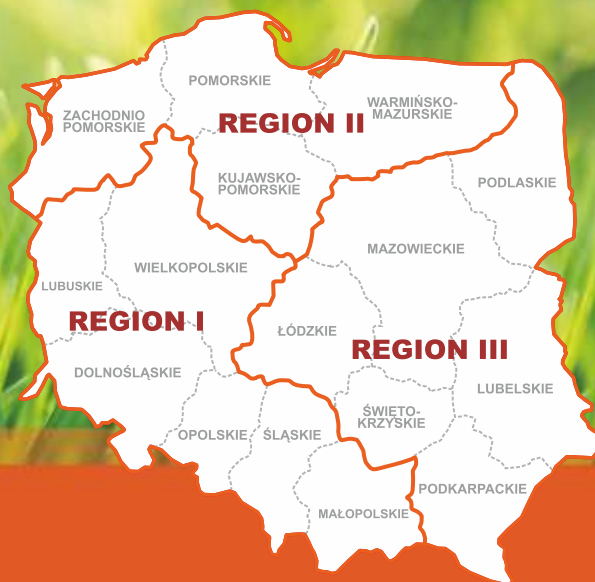 POMORSKIE
WARMIŃSKO-
MAZURSKIE
ZACHODNIO
POMORSKIE
REGION II
KUJAWSKO-
POMORSKIE
PODLASKIE
MAZOWIECKIE
WIELKOPOLSKIE
LUBUSKIE
REGION I
ŁÓDZKIE
REGION III
DOLNOŚLĄSKIE
LUBELSKIE
ŚWIĘTO-
KRZYSKIE
OPOLSKIE
ŚLĄSKIE
PODKARPACKIE
MAŁOPOLSKIE